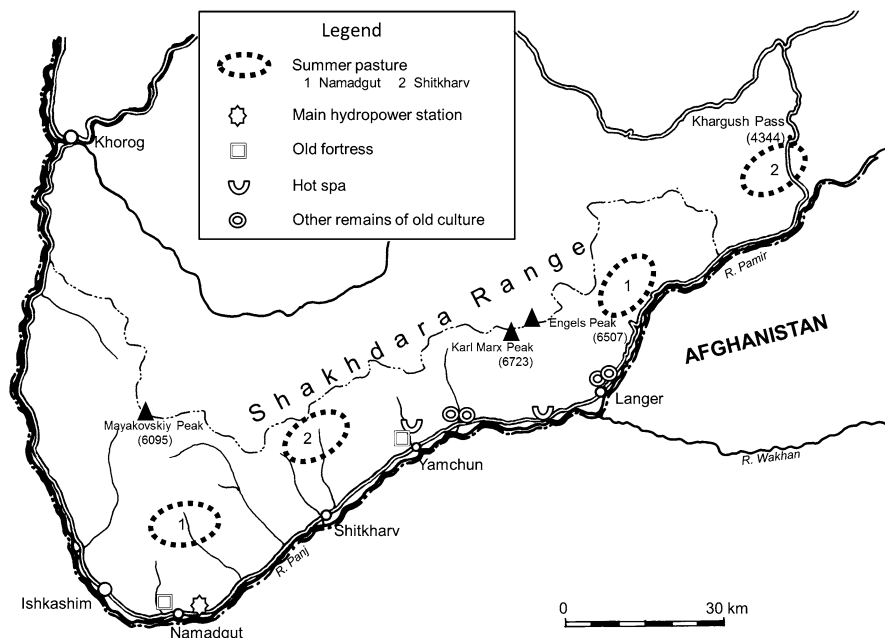 Legend
Summer pasture
1 Namadgut 2 Shitkharv
Main hydropower station
Old fortress
Hot spa
Other remains of old culture
Khorog
Khargush Pass
(4344)
2
R. Pamir
1
Shakhdara Range
Engels Peak
(6507)
Karl Marx Peak
(6723)
AFGHANISTAN
Langer
Mayakovskiy Peak
(6095)
2
Yamchun
R. Wakhan
1
Shitkharv
R. Panj
Ishkashim
Namadgut
0 30 km